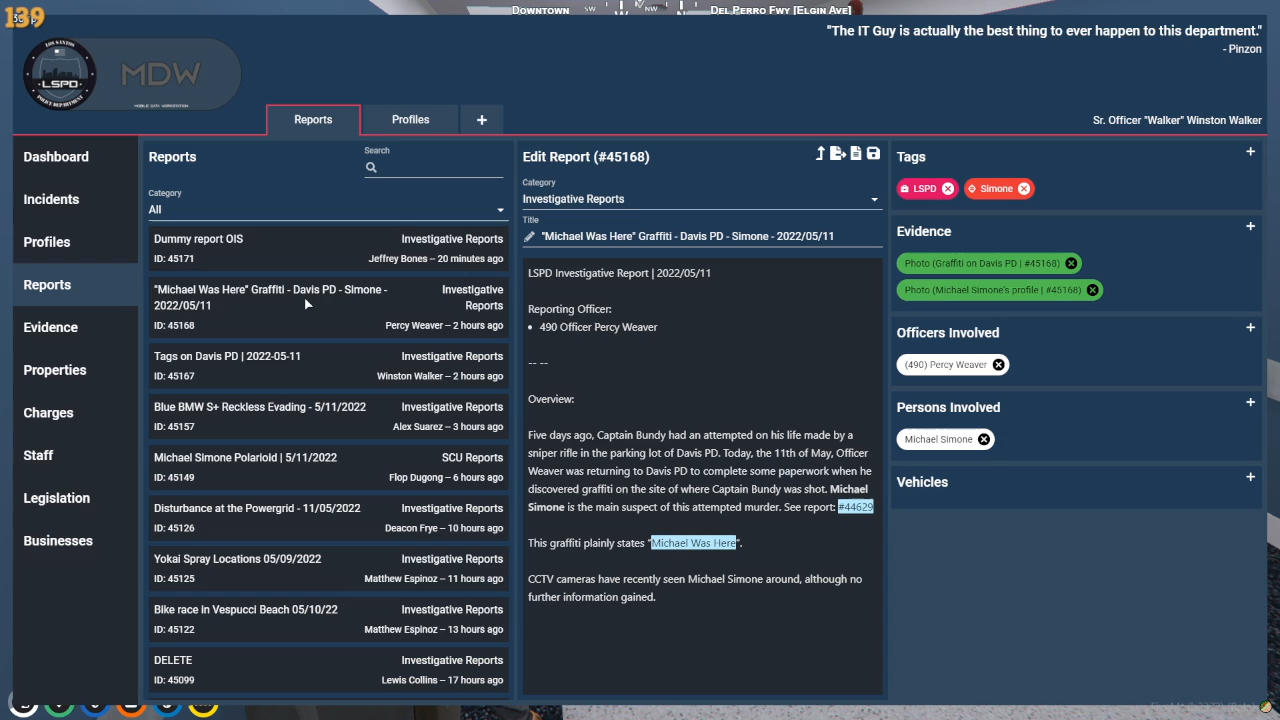 139
DOWNTOWN SW NW DEL PERRO FWY [ELGIN AVE]
"The IT Guy is actually the best thing to ever happen to this department."
- Pinzon
LOS SANTOS
LSPD
POLICE DEPARTMENT
MDW
MOBILE DATA WORKSTATION
Reports
Profiles
+
Sr. Officer "Walker" Winston Walker
Dashboard
Incidents
Profiles
Reports
Evidence
Properties
Charges
Staff
Legislation
Businesses
Reports
Search
Category
All
Dummy report OIS Investigative Reports
ID: 45171 Jeffrey Bones – 20 minutes ago
"Michael Was Here" Graffiti - Davis PD - Simone - Investigative
2022/05/11 Reports
ID: 45168 Percy Weaver – 2 hours ago
Tags on Davis PD | 2022-05-11 Investigative Reports
ID: 45167 Winston Walker – 2 hours ago
Blue BMW S+ Reckless Evading - 5/11/2022 Investigative Reports
ID: 45157 Alex Suarez – 3 hours ago
Michael Simone Polarioid | 5/11/2022 SCU Reports
ID: 45149 Flop Dugong – 6 hours ago
Disturbance at the Powergrid - 11/05/2022 Investigative Reports
ID: 45126 Deacon Frye – 10 hours ago
Yokai Spray Locations 05/09/2022 Investigative Reports
ID: 45125 Matthew Espinoz – 11 hours ago
Bike race in Vespucci Beach 05/10/22 Investigative Reports
ID: 45122 Matthew Espinoz – 13 hours ago
DELETE Investigative Reports
ID: 45099 Lewis Collins – 17 hours ago
Edit Report (#45168)
Category
Investigative Reports
Title
"Michael Was Here" Graffiti - Davis PD - Simone - 2022/05/11
LSPD Investigative Report | 2022/05/11
Reporting Officer:
• 490 Officer Percy Weaver
-- --
Overview:
Five days ago, Captain Bundy had an attempted on his life made by a
sniper rifle in the parking lot of Davis PD. Today, the 11th of May, Officer
Weaver was returning to Davis PD to complete some paperwork when he
discovered graffiti on the site of where Captain Bundy was shot. Michael
Simone is the main suspect of this attempted murder. See report: #44629
This graffiti plainly states "Michael Was Here".
CCTV cameras have recently seen Michael Simone around, although no
further information gained.
Tags +
LSPD
Simone
Evidence +
Photo (Graffiti on Davis PD | #45168)
Photo (Michael Simone's profile | #45168)
Officers Involved +
(490) Percy Weaver
Persons Involved +
Michael Simone
Vehicles +